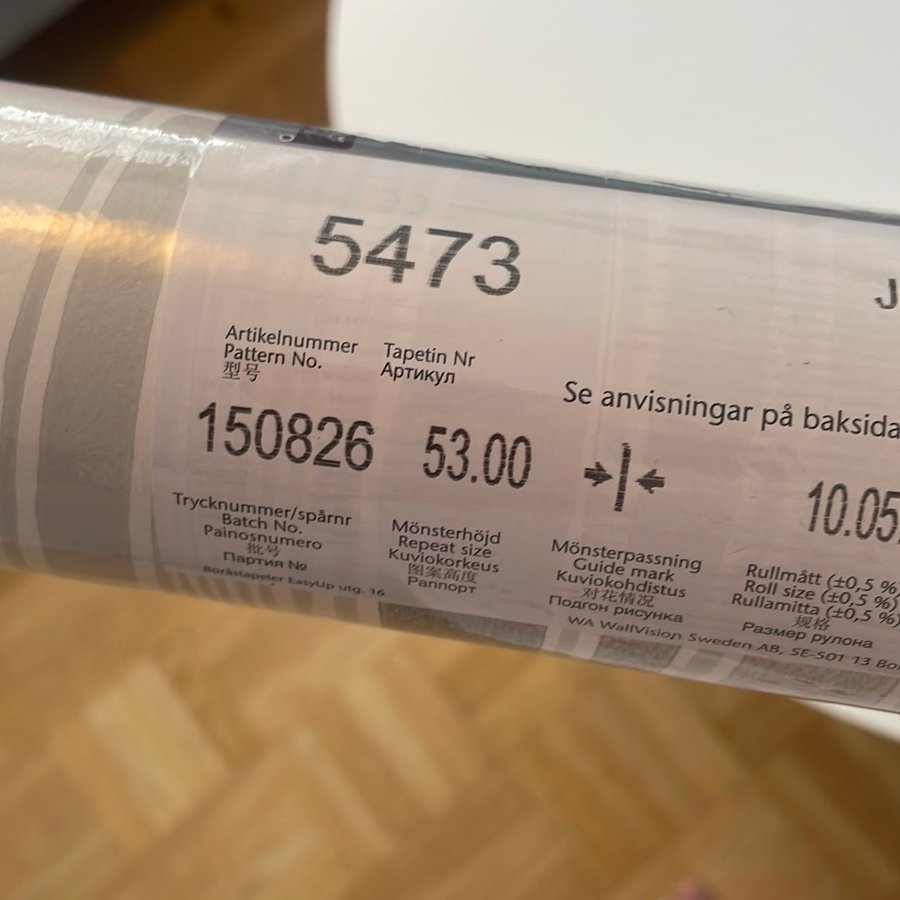 5473
J
Artikelnummer
Pattern No.
型号
Tapetin Nr
Артикул
Se anvisningar på baksida
150826
53.00
10.05
Trycknummer/spårnr
Batch No.
Painosnumero
批号
Партия №
Mönsterhöjd
Repeat size
Kuviokorkeus
图案高度
Раппорт
Mönsterpassning
Guide mark
Kuviokohdistus
对花情况
Подгон рисунка
Rullmått (±0,5 %)
Roll size (±0,5 %)
Rullamitta (±0,5 %)
规格
Размер рулона
Boråstapeter EasyUp utg. 16
WA WallVision Sweden AB, SE-501 13 Bo